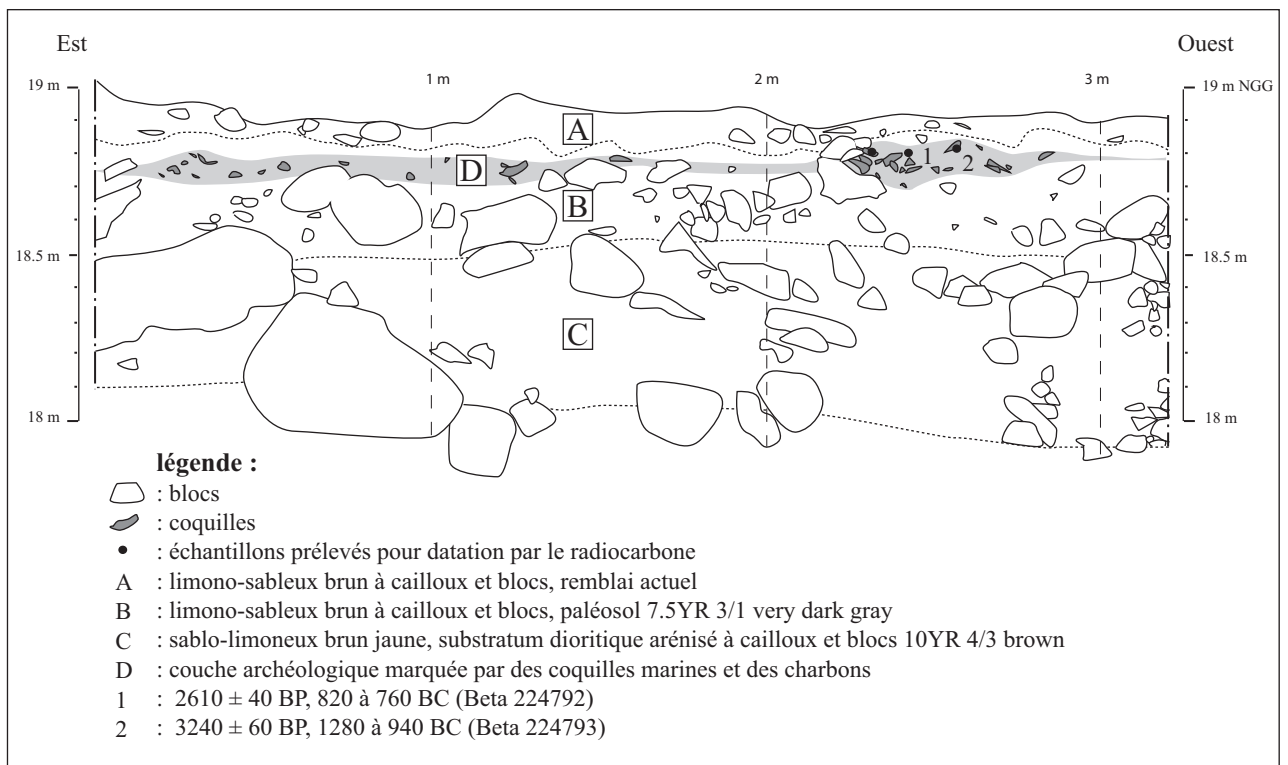 Est
Ouest
1 m
2 m
3 m
19 m
19 m NGG
A
1
D
2
B
18.5 m
18.5 m
C
18 m
18 m
légende :
: blocs
: coquilles
: échantillons prélevés pour datation par le radiocarbone
A : limono-sableux brun à cailloux et blocs, remblai actuel
B : limono-sableux brun à cailloux et blocs, paléosol 7.5YR 3/1 very dark gray
C : sablo-limoneux brun jaune, substratum dioritique arénisé à cailloux et blocs 10YR 4/3 brown
D : couche archéologique marquée par des coquilles marines et des charbons
1 : 2610 ± 40 BP, 820 à 760 BC (Beta 224792)
2 : 3240 ± 60 BP, 1280 à 940 BC (Beta 224793)